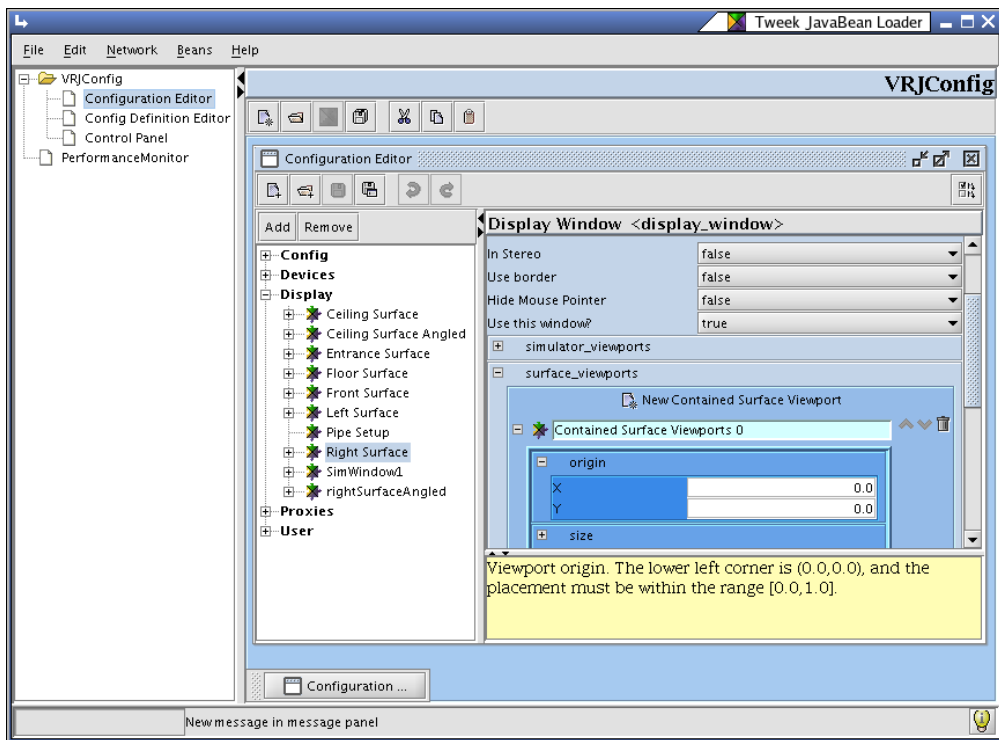 Tweek JavaBean Loader
File Edit Network Beans Help
VRJConfig
Configuration Editor
Config Definition Editor
Control Panel
PerformanceMonitor
VRJConfig
Configuration Editor
Add Remove
Config
Devices
Display
Ceiling Surface
Ceiling Surface Angled
Entrance Surface
Floor Surface
Front Surface
Left Surface
Pipe Setup
Right Surface
SimWindow1
rightSurfaceAngled
Proxies
User
Display Window <display_window>
In Stereo false
Use border false
Hide Mouse Pointer false
Use this window? true
simulator_viewports
surface_viewports
New Contained Surface Viewport
Contained Surface Viewports 0
origin
X 0.0
Y 0.0
size
Viewport origin. The lower left corner is (0.0,0.0), and the
placement must be within the range [0.0,1.0].
Configuration ...
New message in message panel